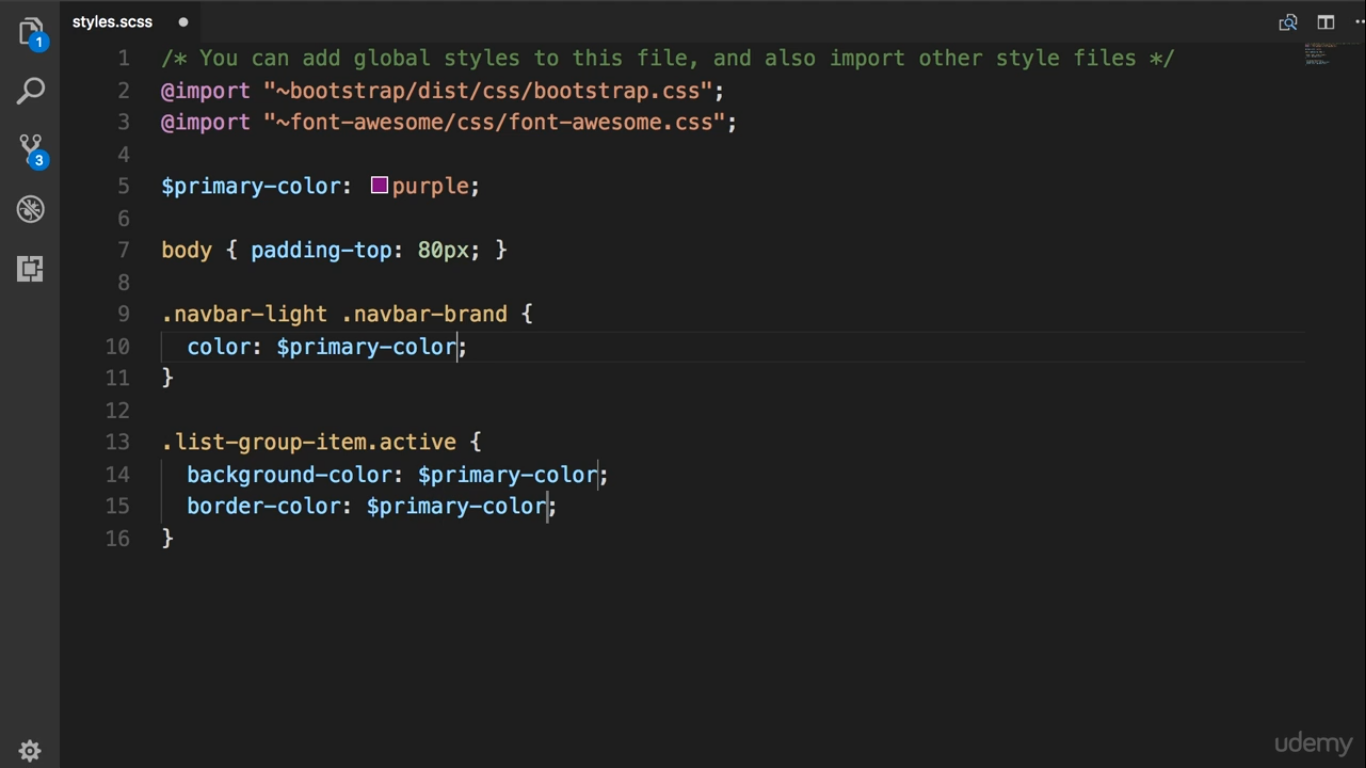 styles.scss
1
3
1 /* You can add global styles to this file, and also import other style files */
2 @import "~bootstrap/dist/css/bootstrap.css";
3 @import "~font-awesome/css/font-awesome.css";
4
5 $primary-color: purple;
6
7 body { padding-top: 80px; }
8
9 .navbar-light .navbar-brand {
10 color: $primary-color;
11 }
12
13 .list-group-item.active {
14 background-color: $primary-color;
15 border-color: $primary-color;
16 }
udemy